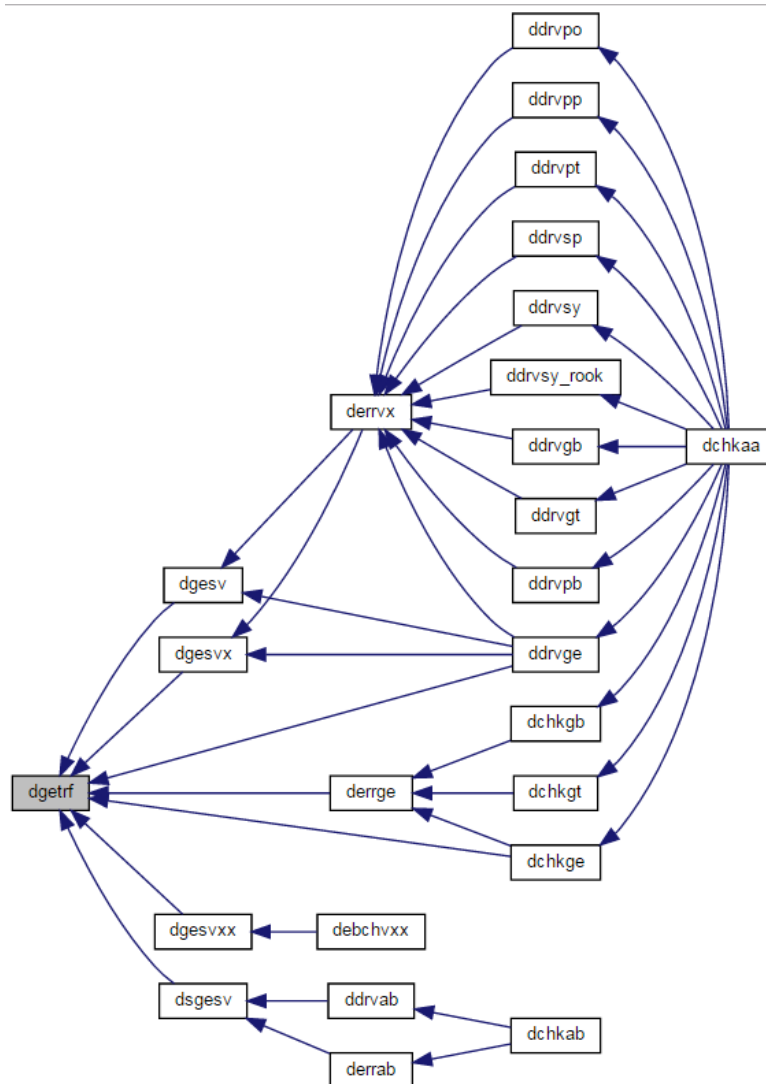 ddrvpo
ddrvpp
ddrvpt
ddrvsp
ddrvsy
ddrvsy_rook
derrvx
ddrvgb
dchkaa
ddrvgt
dgesv
ddrvpb
dgesvx
ddrvge
dchkgb
dgetrf
derrge
dchkgt
dchkge
dgesvxx
debchvxx
dsgesv
ddrvab
dchkab
derrab